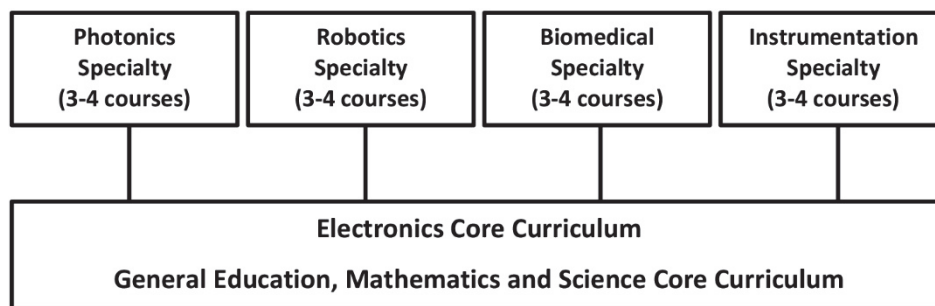 Photonics
Specialty
(3-4 courses)
Robotics
Specialty
(3-4 courses)
Biomedical
Specialty
(3-4 courses)
Instrumentation
Specialty
(3-4 courses)
Electronics Core Curriculum
General Education, Mathematics and Science Core Curriculum